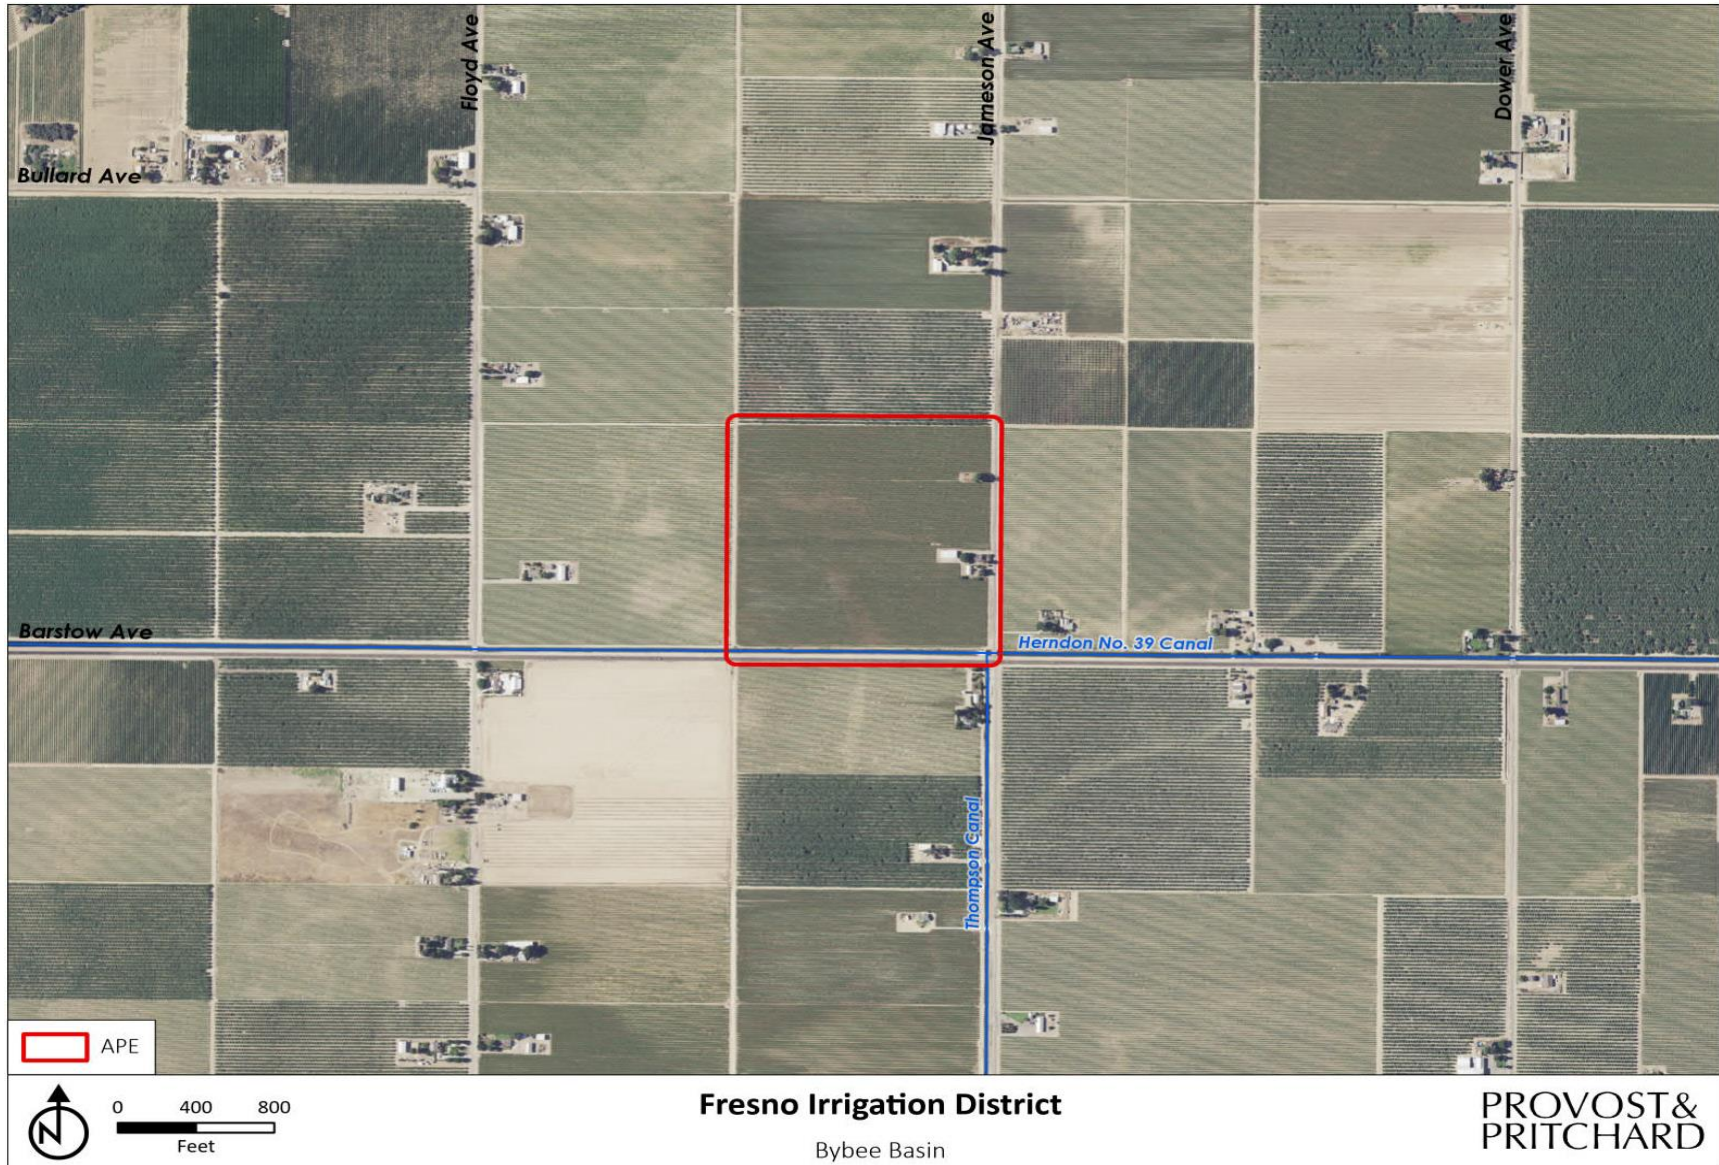 Floyd Ave
Jameson Ave
Dower Ave
Bullard Ave
Barstow Ave
Herndon No. 39 Canal
Thompson Canal
APE
N
0 400 800
Feet
Fresno Irrigation District
Bybee Basin
PROVOST&
PRITCHARD